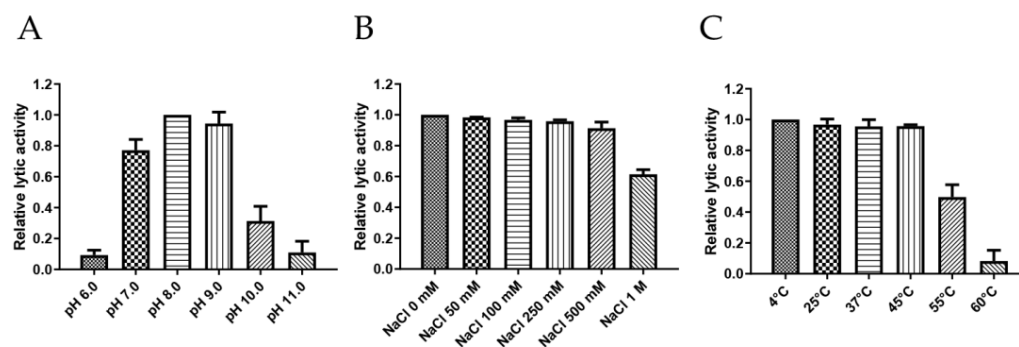 A
Relative lytic activity
1.2
1.0
0.8
0.6
0.4
0.2
0.0
pH 6.0
pH 7.0
pH 8.0
pH 9.0
pH 10.0
pH 11.0
B
Relative lytic activity
1.2
1.0
0.8
0.6
0.4
0.2
0.0
NaCl 0 mM
NaCl 50 mM
NaCl 100 mM
NaCl 250 mM
NaCl 500 mM
NaCl 1 M
C
Relative lytic activity
1.2
1.0
0.8
0.6
0.4
0.2
0.0
4°C
25°C
37°C
45°C
55°C
60°C